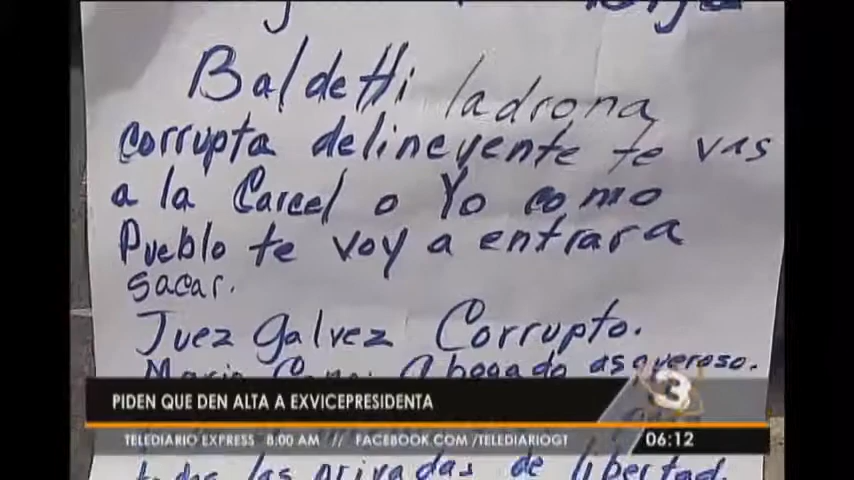 Baldetti ladrona
corrupta delincuente te vas
a la Carcel o Yo como
Pueblo te voy a entrar a
sacar.
Juez Galvez Corrupto.
Abogado asqueroso.
PIDEN QUE DEN ALTA A EXVICEPRESIDENTA
3
TELEDIARIO EXPRESS 8:00 AM // FACEBOOK.COM/TELEDIARIOGT
06:12
las privadas de libertad.